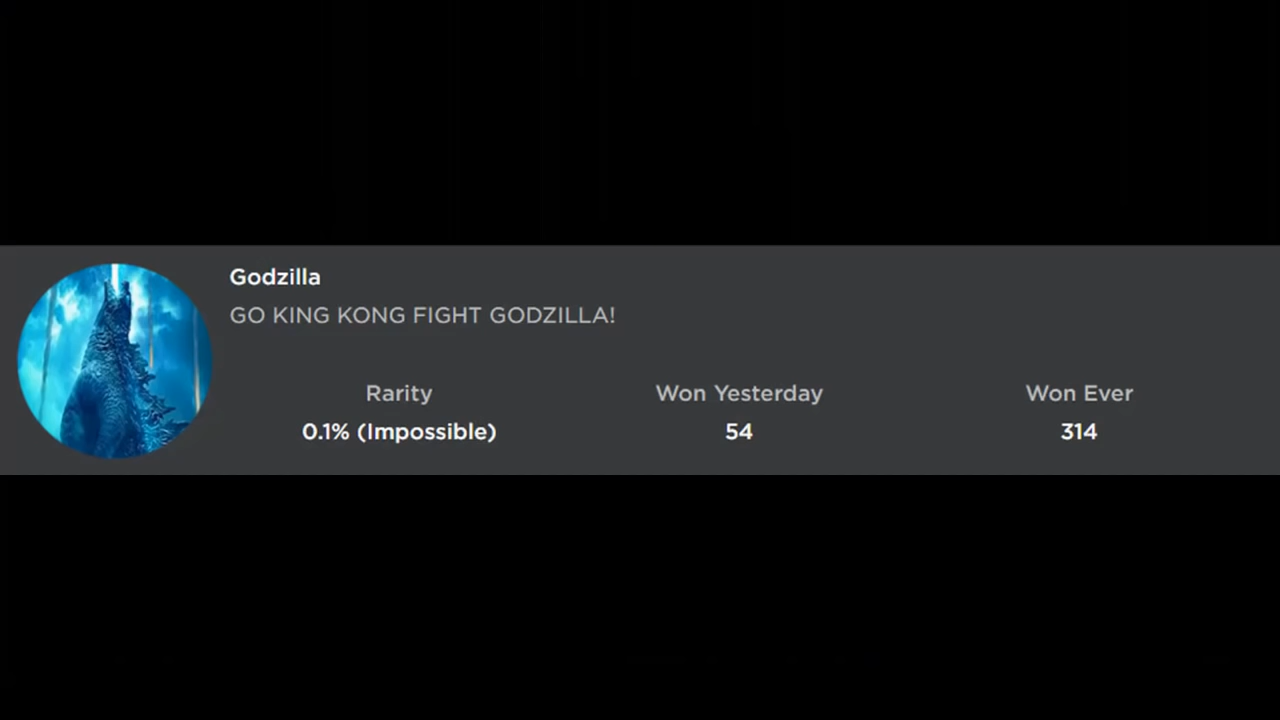 Godzilla
GO KING KONG FIGHT GODZILLA!
Rarity Won Yesterday Won Ever
0.1% (Impossible) 54 314